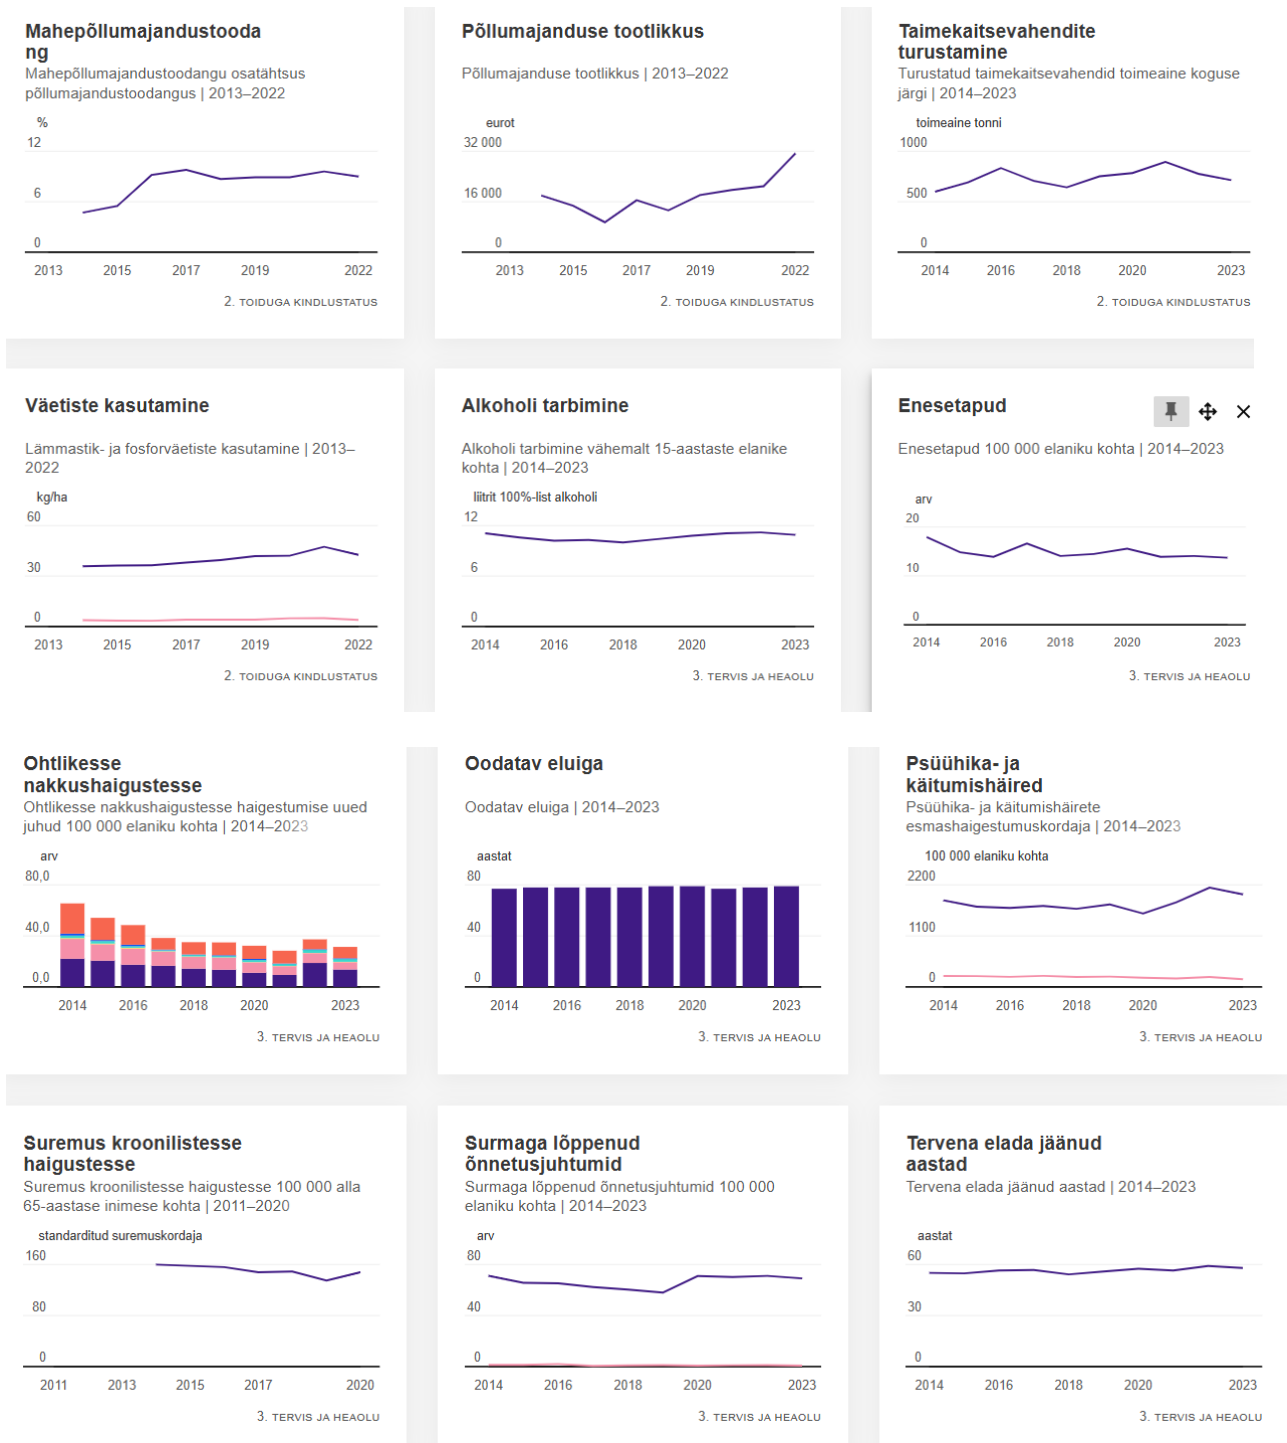 Mahepõllumajandustooda
ng
Mahepõllumajandustoodangu osatähtsus
põllumajandustoodangus | 2013–2022
%
12
6
0
2013 2015 2017 2019 2022
2. TOIDUGA KINDLUSTATUS
Põllumajanduse tootlikkus
Põllumajanduse tootlikkus | 2013–2022
eurot
32 000
16 000
0
2013 2015 2017 2019 2022
2. TOIDUGA KINDLUSTATUS
Taimekaitsevahendite
turustamine
Turustatud taimekaitsevahendid toimeaine koguse
järgi | 2014–2023
toimeaine tonni
1000
500
0
2014 2016 2018 2020 2023
2. TOIDUGA KINDLUSTATUS
Väetiste kasutamine
Lämmastik- ja fosforväetiste kasutamine | 2013–
2022
kg/ha
60
30
0
2013 2015 2017 2019 2022
2. TOIDUGA KINDLUSTATUS
Alkoholi tarbimine
Alkoholi tarbimine vähemalt 15-aastaste elanike
kohta | 2014–2023
liitrit 100%-list alkoholi
12
6
0
2014 2016 2018 2020 2023
3. TERVIS JA HEAOLU
Enesetapud
Enesetapud 100 000 elaniku kohta | 2014–2023
arv
20
10
0
2014 2016 2018 2020 2023
3. TERVIS JA HEAOLU
Ohtlikesse
nakkushaigustesse
Ohtlikesse nakkushaigustesse haigestumise uued
juhud 100 000 elaniku kohta | 2014–2023
arv
80,0
40,0
0,0
2014 2016 2018 2020 2023
3. TERVIS JA HEAOLU
Oodatav eluiga
Oodatav eluiga | 2014–2023
aastat
80
40
0
2014 2016 2018 2020 2023
3. TERVIS JA HEAOLU
Psüühika- ja
käitumishäired
Psüühika- ja käitumishäirete
esmashaigestumuskordaja | 2014–2023
100 000 elaniku kohta
2200
1100
0
2014 2016 2018 2020 2023
3. TERVIS JA HEAOLU
Suremus kroonilistesse
haigustesse
Suremus kroonilistesse haigustesse 100 000 alla
65-aastase inimese kohta | 2011–2020
standarditud suremuskordaja
160
80
0
2011 2013 2015 2017 2020
3. TERVIS JA HEAOLU
Surmaga lõppenud
õnnetusjuhtumid
Surmaga lõppenud õnnetusjuhtumid 100 000
elaniku kohta | 2014–2023
arv
80
40
0
2014 2016 2018 2020 2023
3. TERVIS JA HEAOLU
Tervena elada jäänud
aastad
Tervena elada jäänud aastad | 2014–2023
aastat
60
30
0
2014 2016 2018 2020 2023
3. TERVIS JA HEAOLU